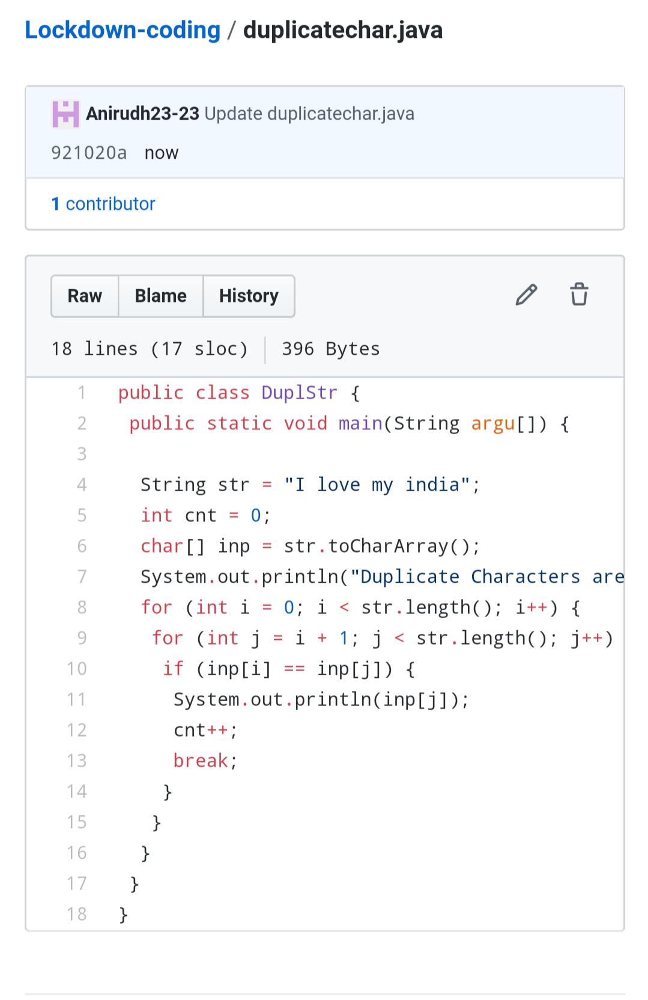 Lockdown-coding / duplicatechar.java
Anirudh23-23 Update duplicatechar.java
921020a now
1 contributor
Raw Blame History
18 lines (17 sloc) 396 Bytes
1 public class DuplStr {
2 public static void main(String argu[]) {
3
4 String str = "I love my india";
5 int cnt = 0;
6 char[] inp = str.toCharArray();
7 System.out.println("Duplicate Characters are
8 for (int i = 0; i < str.length(); i++) {
9 for (int j = i + 1; j < str.length(); j++)
10 if (inp[i] == inp[j]) {
11 System.out.println(inp[j]);
12 cnt++;
13 break;
14 }
15 }
16 }
17 }
18 }